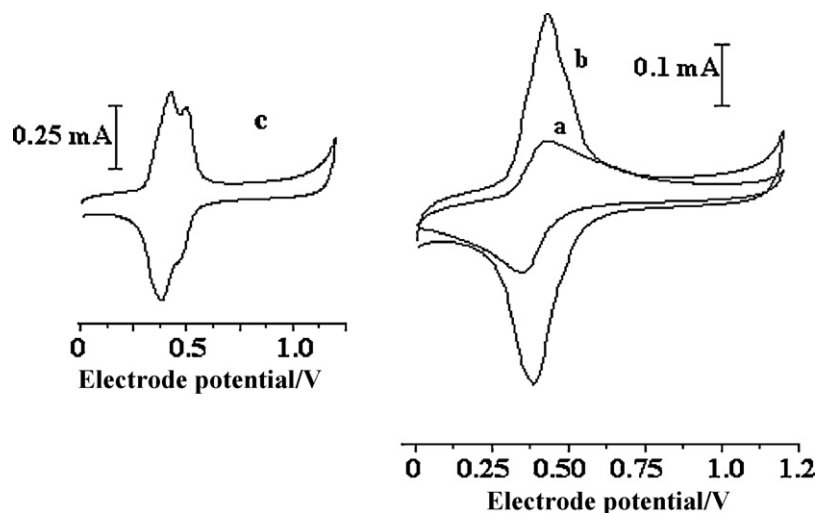 0.25 mA
c
0 0.5 1.0
Electrode potential/V
b
a
0.1 mA
0 0.25 0.50 0.75 1.0 1.2
Electrode potential/V